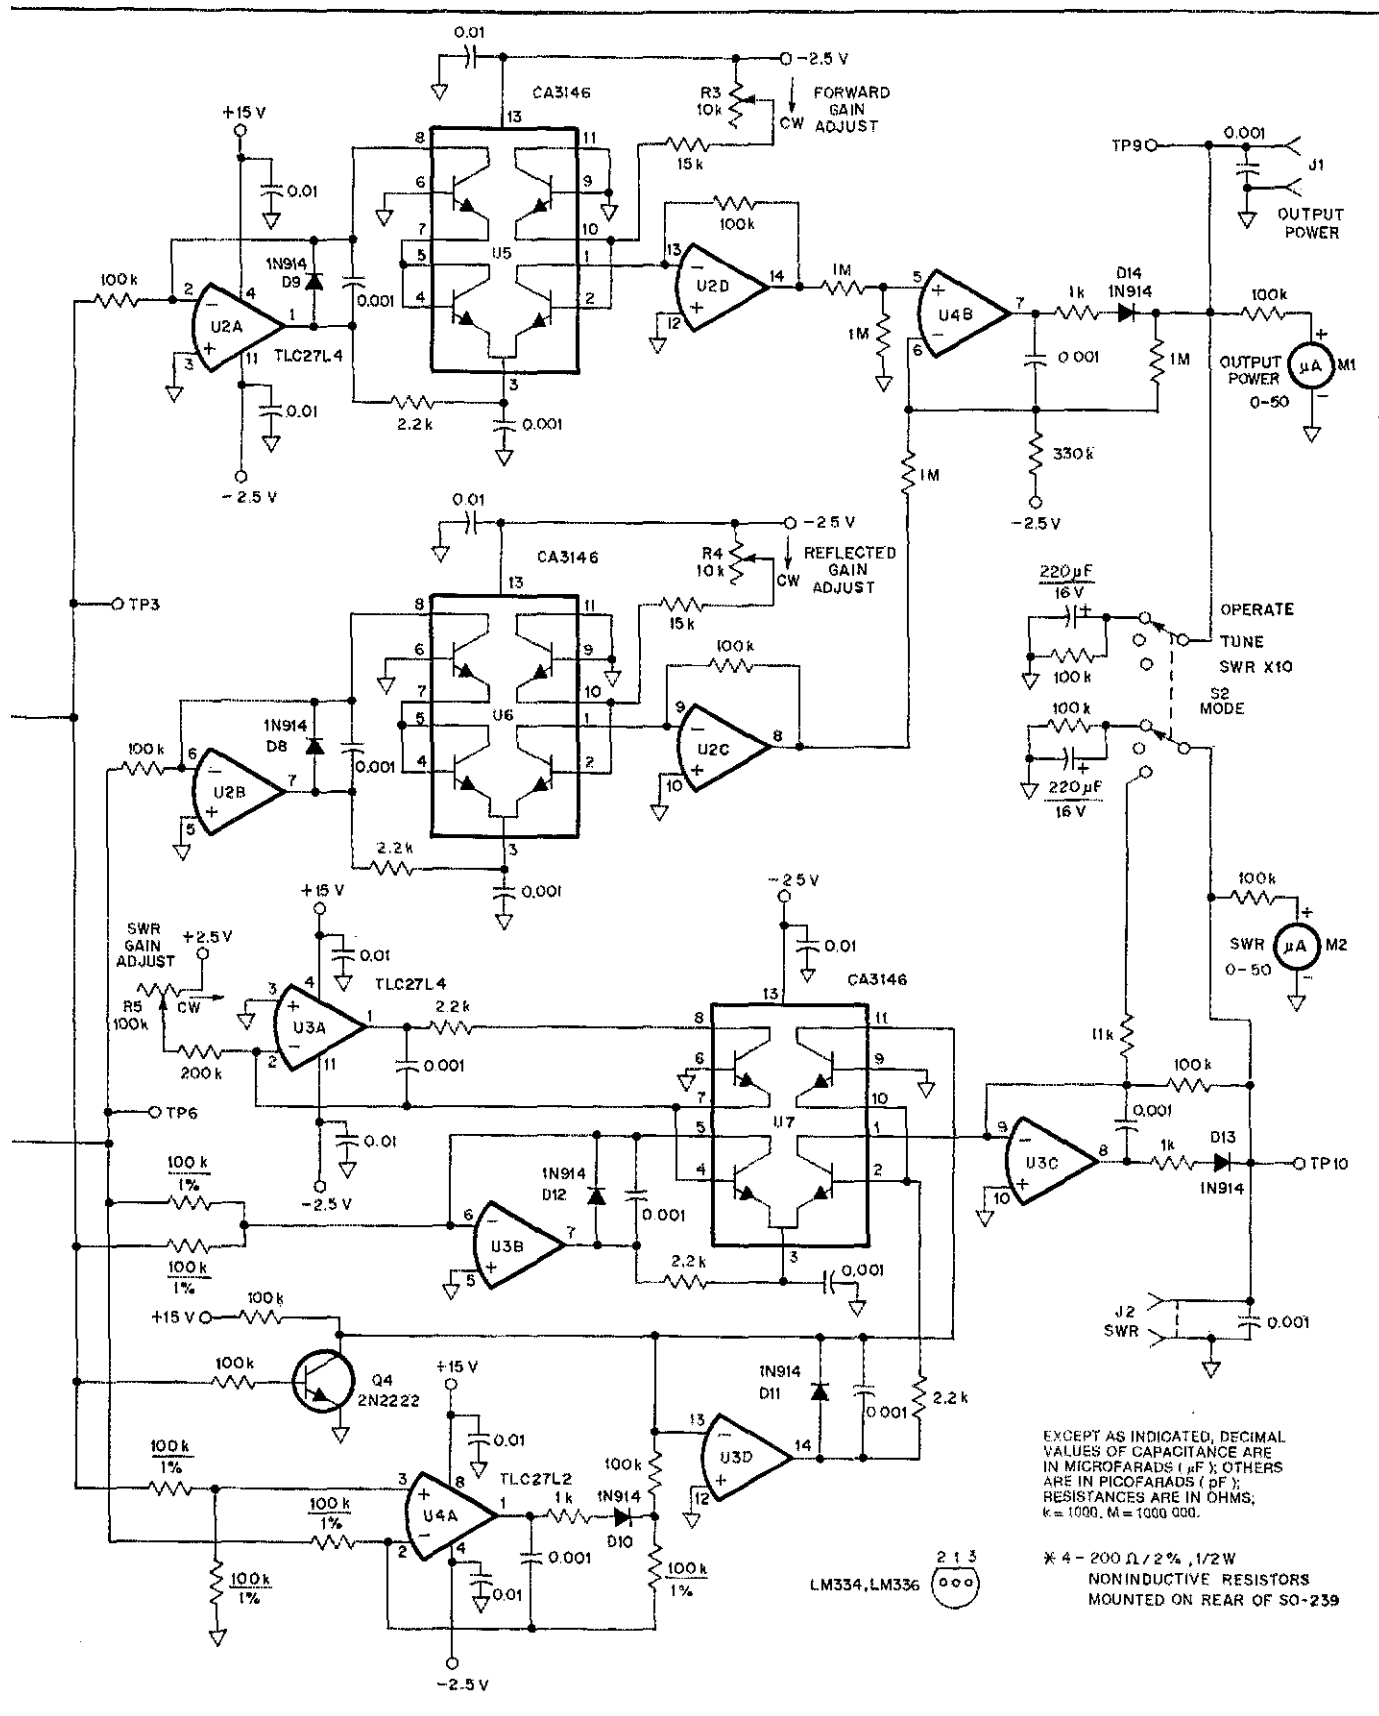 0.01
-2.5 V
CA3146
R3
10k
CW
FORWARD
GAIN
ADJUST
+15 V
0.01
13
8
11
15k
6
9
7
10
5
U5
1
4
2
3
100k
2
4
1N914
D9
0.001
U2A
1
3
11
TLC27L4
0.01
-2.5 V
2.2k
0.001
100k
13
U2D
14
12
1M
1M
5
U4B
7
6
1k
D14
1N914
0.001
1M
330k
-2.5 V
1M
TP9
0.001
J1
OUTPUT
POWER
100k
+
OUTPUT
POWER
0-50
µA
M1
-
0.01
-25 V
CA3146
R4
10k
CW
REFLECTED
GAIN
ADJUST
TP3
13
8
11
15k
6
9
7
10
5
U6
1
4
2
3
1N914
D8
0.001
100k
6
U2B
7
5
2.2k
0.001
100k
9
U2C
8
10
220µF
16V
+
100k
OPERATE
TUNE
SWR X10
S2
MODE
100k
220µF
16V
+
100k
+
SWR
0-50
µA
M2
-
SWR
GAIN
ADJUST
+2.5 V
R5
100k
CW
200k
+15 V
0.01
TLC27L4
3
4
U3A
1
2
11
0.01
-2.5 V
2.2k
0.001
-25V
0.01
CA3146
13
8
11
6
9
7
10
U7
5
1
4
2
3
11k
100k
0.001
9
U3C
8
10
1k
D13
1N914
TP10
TP6
100k
1%
100k
1%
1N914
D12
0.001
6
U3B
7
5
2.2k
0.001
J2
SWR
0.001
+15V
100k
100k
Q4
2N2222
+15 V
0.01
TLC27L2
100k
1%
3
8
U4A
1
2
4
100k
1%
100k
1%
0.01
-2.5 V
1k
1N914
D10
0.001
100k
100k
1%
13
U3D
14
12
1N914
D11
0.001
2.2k
EXCEPT AS INDICATED, DECIMAL
VALUES OF CAPACITANCE ARE
IN MICROFARADS (µF); OTHERS
ARE IN PICOFARADS (pF);
RESISTANCES ARE IN OHMS;
k = 1000, M = 1000 000.
2 1 3
LM334, LM336
* 4 - 200 Ω / 2%, 1/2 W
NONINDUCTIVE RESISTORS
MOUNTED ON REAR OF SO-239